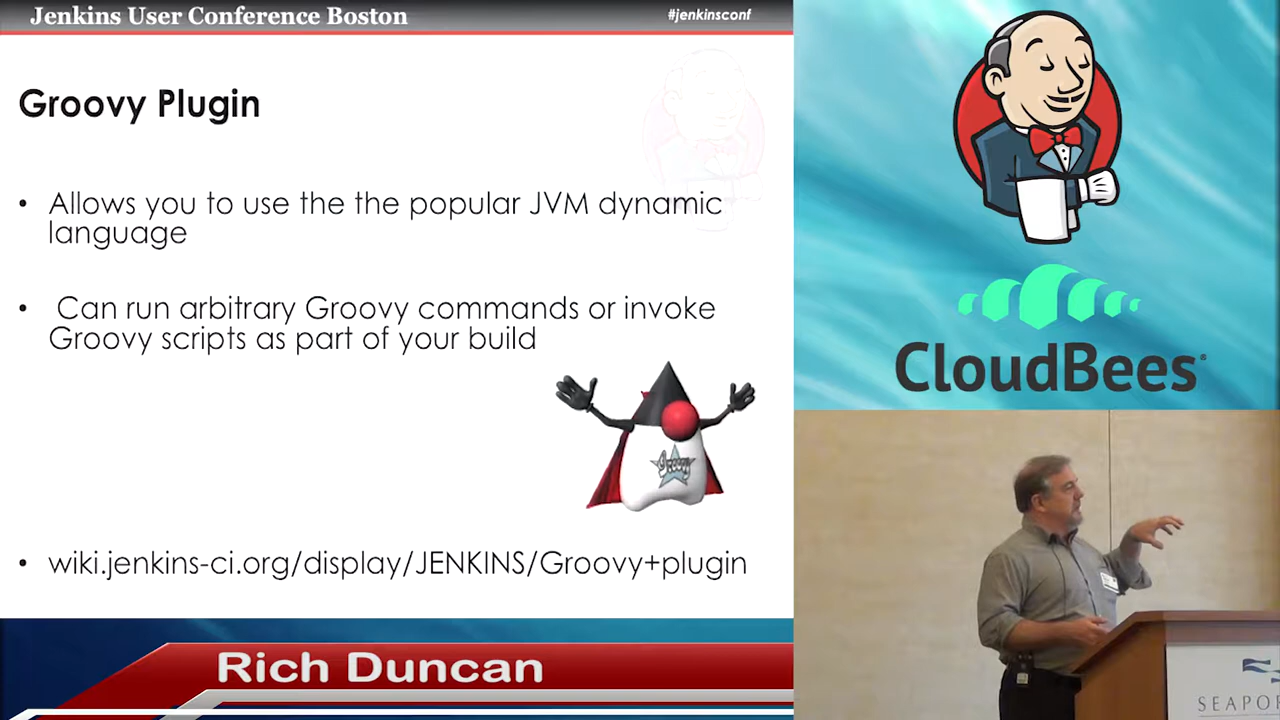 Jenkins User Conference Boston
#jenkinsconf
Groovy Plugin
• Allows you to use the the popular JVM dynamic
language
• Can run arbitrary Groovy commands or invoke
Groovy scripts as part of your build
Groovy
• wiki.jenkins-ci.org/display/JENKINS/Groovy+plugin
Rich Duncan
CloudBees®